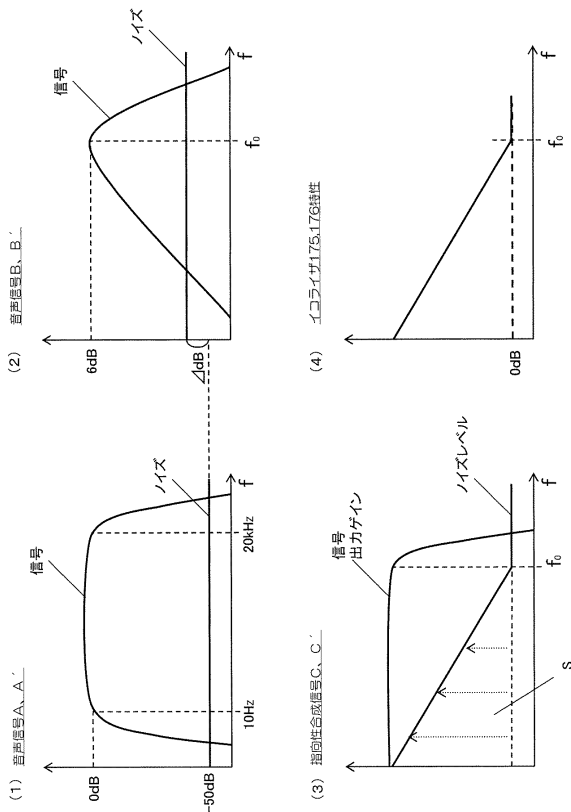 (1)
音声信号A、A´
0dB
-50dB
信号
ノイズ
10Hz
20kHz
f
(2)
音声信号B、B´
6dB
⊿dB
信号
ノイズ
f₀
f
(3)
指向性合成信号C、C´
信号
出力ゲイン
ノイズレベル
f₀
f
S
(4)
イコライザ175,176特性
0dB
f₀
f